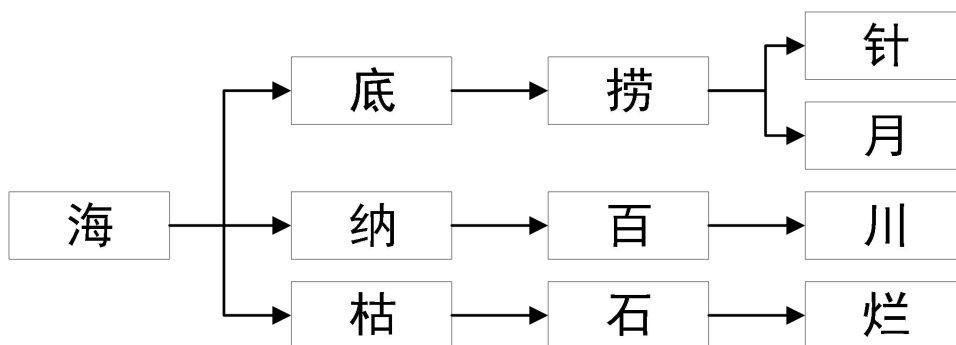 针
底 捞
月
海 纳 百 川
枯 石 烂